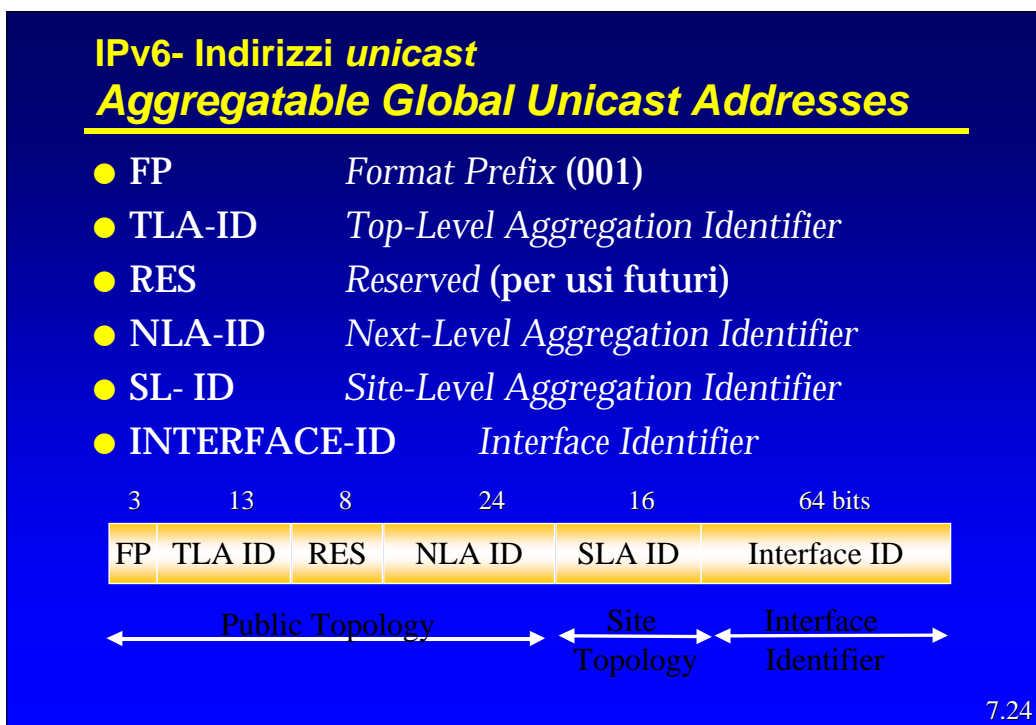 IPv6- Indirizzi unicast
Aggregatable Global Unicast Addresses
● FP Format Prefix (001)
● TLA-ID Top-Level Aggregation Identifier
● RES Reserved (per usi futuri)
● NLA-ID Next-Level Aggregation Identifier
● SL- ID Site-Level Aggregation Identifier
● INTERFACE-ID Interface Identifier
3 13 8 24 16 64 bits
FP TLA ID RES NLA ID SLA ID Interface ID
Public Topology Site Topology Interface Identifier
7.24